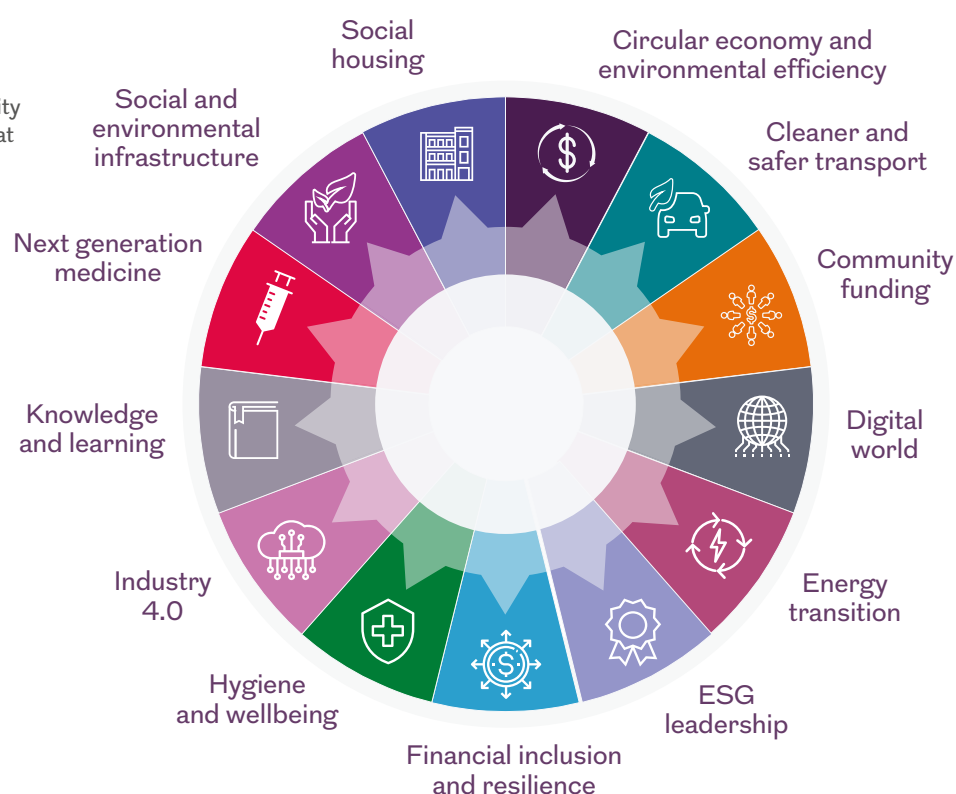 Social
housing
Circular economy and
environmental efficiency
Social and
environmental
infrastructure
ity
at
Cleaner and
safer transport
Next generation
medicine
Community
funding
Knowledge
and learning
Digital
world
Industry
4.0
Energy
transition
Hygiene
and wellbeing
ESG
leadership
Financial inclusion
and resilience